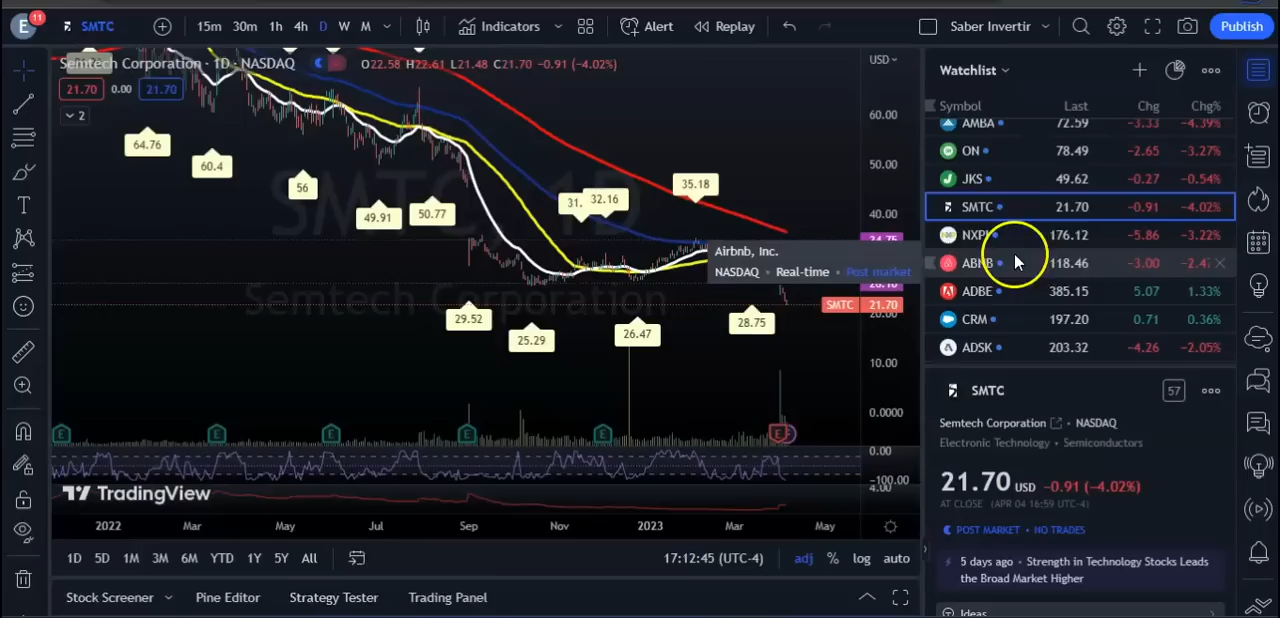 E 11 SMTC 15m 30m 1h 4h D W M Indicators Alert Replay Saber Invertir Publish
Semtech Corporation · 1D · NASDAQ O22.58 H22.61 L21.48 C21.70 −0.91 (−4.02%)
USD
21.70 0.00 21.70
2
60.00
50.00
40.00
20.00
10.00
0.0000
0.00
-100.00
4.00
64.76
60.4
56
49.91
50.77
31.
32.16
35.18
29.52
25.29
26.47
28.75
SMTC
Semtech Corporation
SMTC 21.70
Airbnb, Inc.
NASDAQ • Real-time • Post market
E E E E E E
TradingView
2022 Mar May Jul Sep Nov 2023 Mar May
1D 5D 1M 3M 6M YTD 1Y 5Y All 17:12:45 (UTC-4) adj % log auto
Stock Screener Pine Editor Strategy Tester Trading Panel
Watchlist
Symbol Last Chg Chg%
AMBA 72.59 −3.33 −4.39%
ON 78.49 −2.65 −3.27%
JKS 49.62 −0.27 −0.54%
SMTC 21.70 −0.91 −4.02%
NXPI 176.12 −5.86 −3.22%
ABNB 118.46 −3.00 −2.47
ADBE 385.15 5.07 1.33%
CRM 197.20 0.71 0.36%
ADSK 203.32 −4.26 −2.05%
SMTC 57
Semtech Corporation • NASDAQ
Electronic Technology • Semiconductors
21.70 USD −0.91 (−4.02%)
AT CLOSE (APR 04 16:59 UTC-4)
POST MARKET • NO TRADES
5 days ago • Strength in Technology Stocks Leads
the Broad Market Higher
Ideas